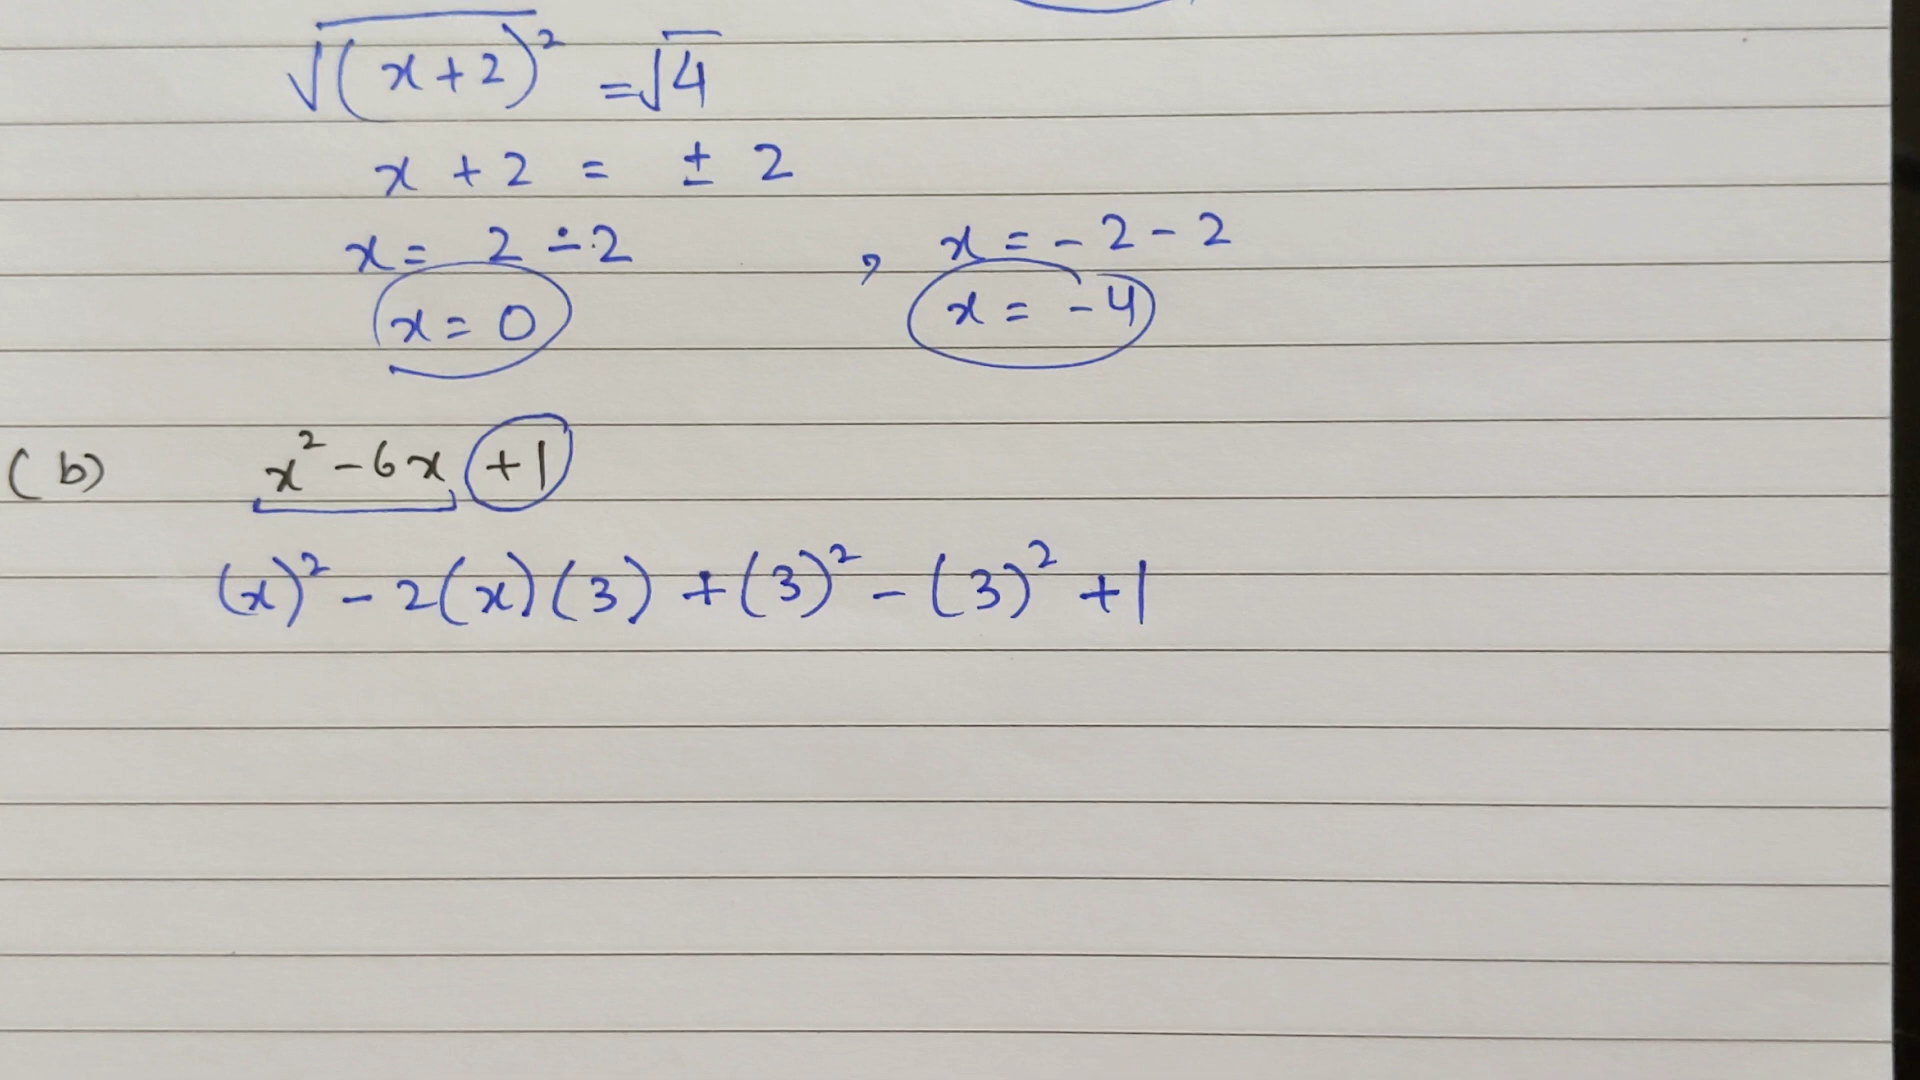 √(x+2)² = √4
x + 2 = ± 2
x = 2 - 2 , x = - 2 - 2
x = 0 x = - 4
(b) x² - 6x + 1
(x)² - 2(x)(3) + (3)² - (3)² + 1